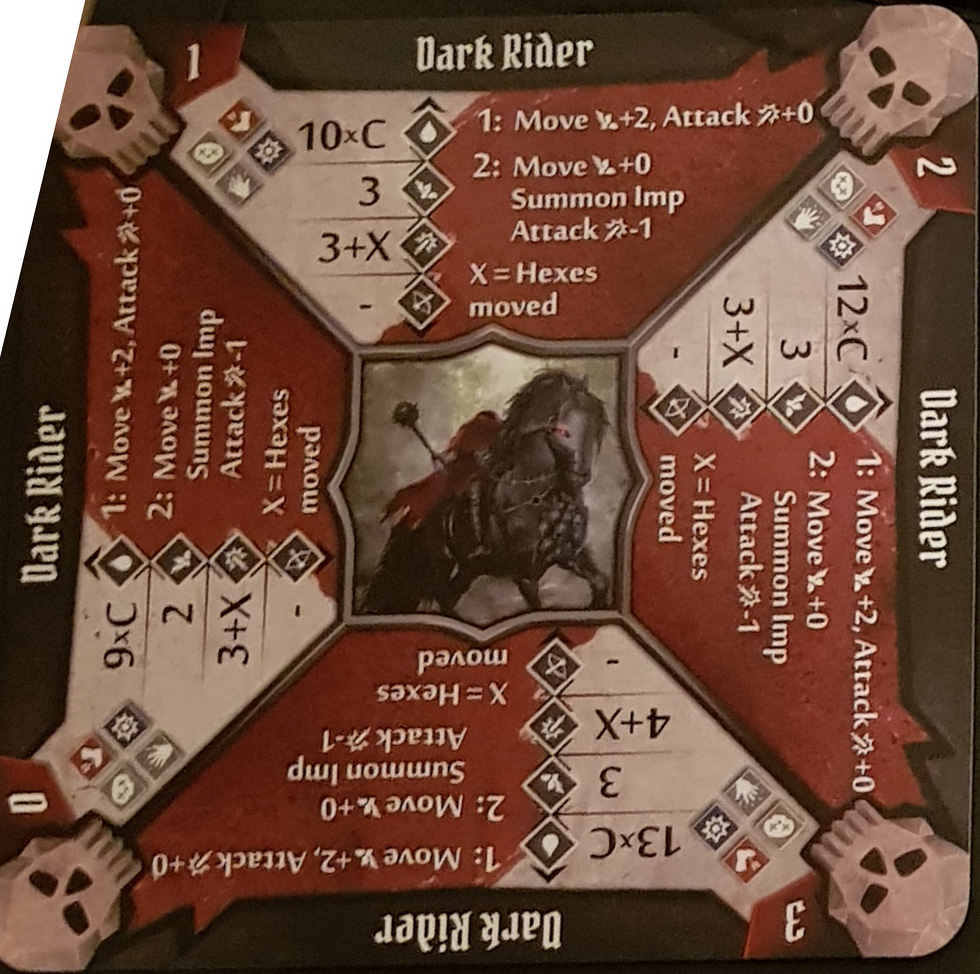 1
Dark Rider
10×C
3
3+X
-
1: Move +2, Attack +0
2: Move +0
Summon Imp
Attack -1
X = Hexes
moved
2
Dark Rider
12×C
3
3+X
-
1: Move +2, Attack +0
2: Move +0
Summon Imp
Attack -1
X = Hexes
moved
3
Dark Rider
13×C
3
4+X
-
1: Move +2, Attack +0
2: Move +0
Summon Imp
Attack -1
X = Hexes
moved
0
Dark Rider
9×C
2
3+X
-
1: Move +2, Attack +0
2: Move +0
Summon Imp
Attack -1
X = Hexes
moved